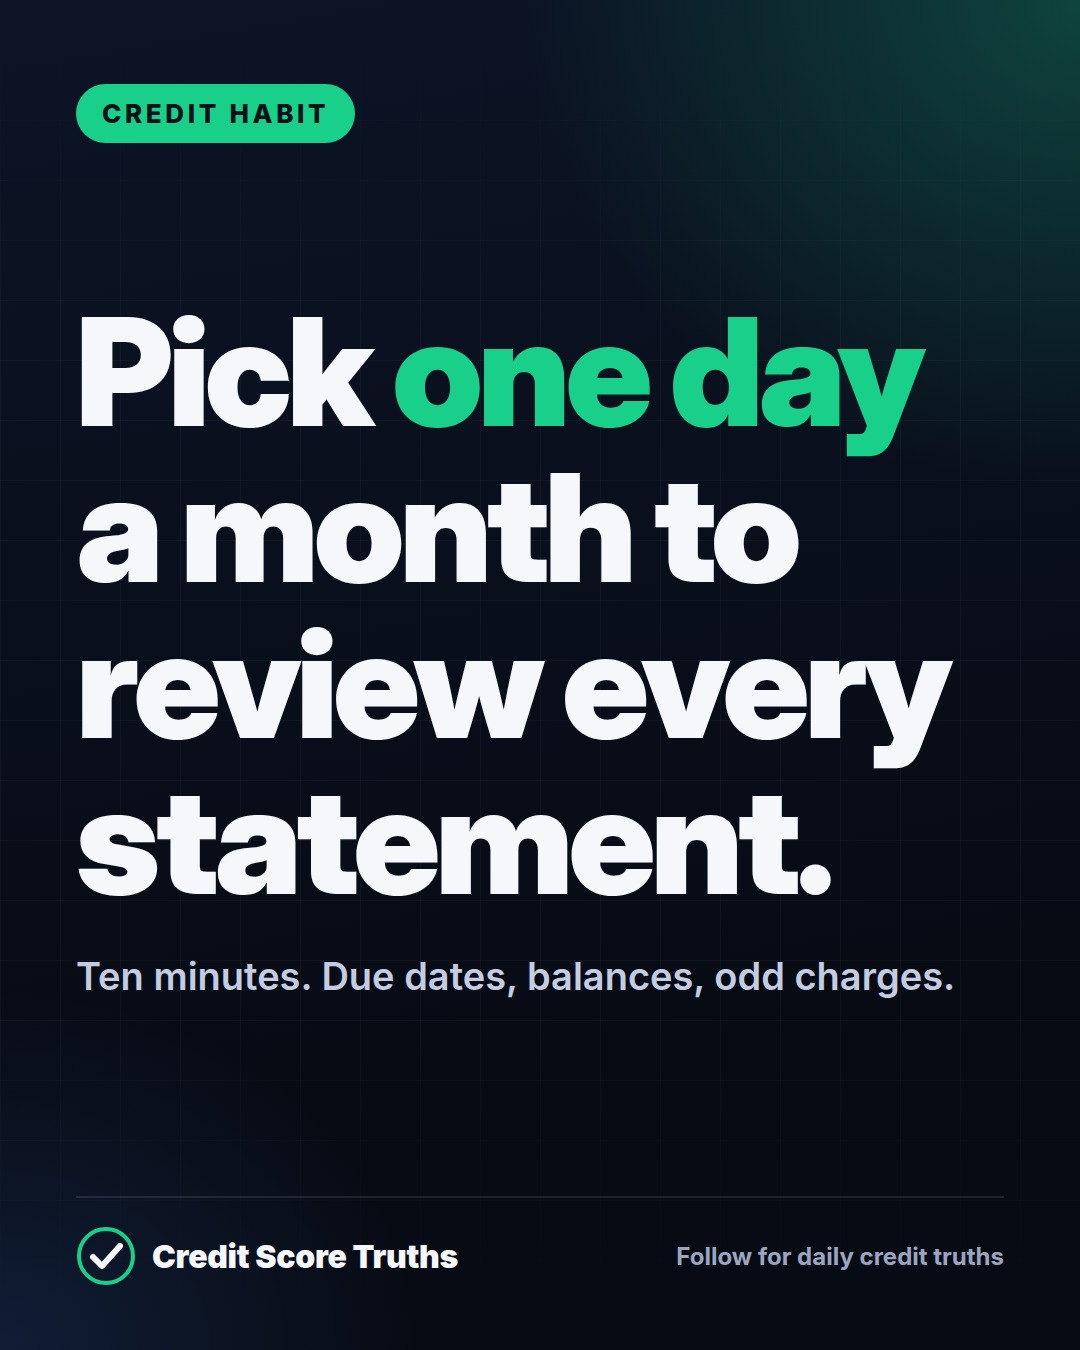 CREDIT HABIT
Pick one day
a month to
review every
statement.
Ten minutes. Due dates, balances, odd charges.
Credit Score Truths
Follow for daily credit truths